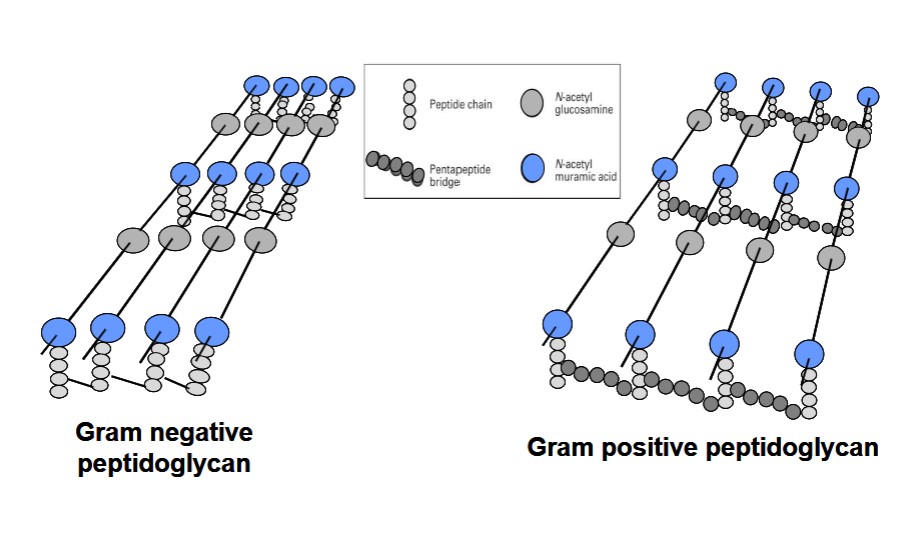 Peptide chain
N-acetyl
glucosamine
Pentapeptide
bridge
N-acetyl
muramic acid
Gram negative
peptidoglycan
Gram positive peptidoglycan